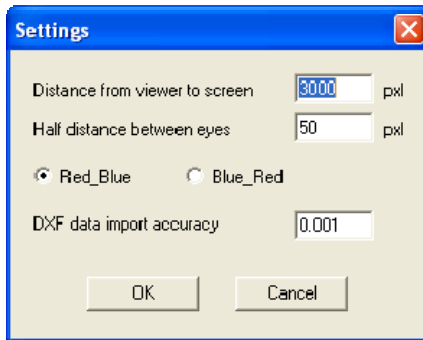 Settings
Distance from viewer to screen 3000 pxl
Half distance between eyes 50 pxl
Red_Blue Blue_Red
DXF data import accuracy 0.001
OK Cancel